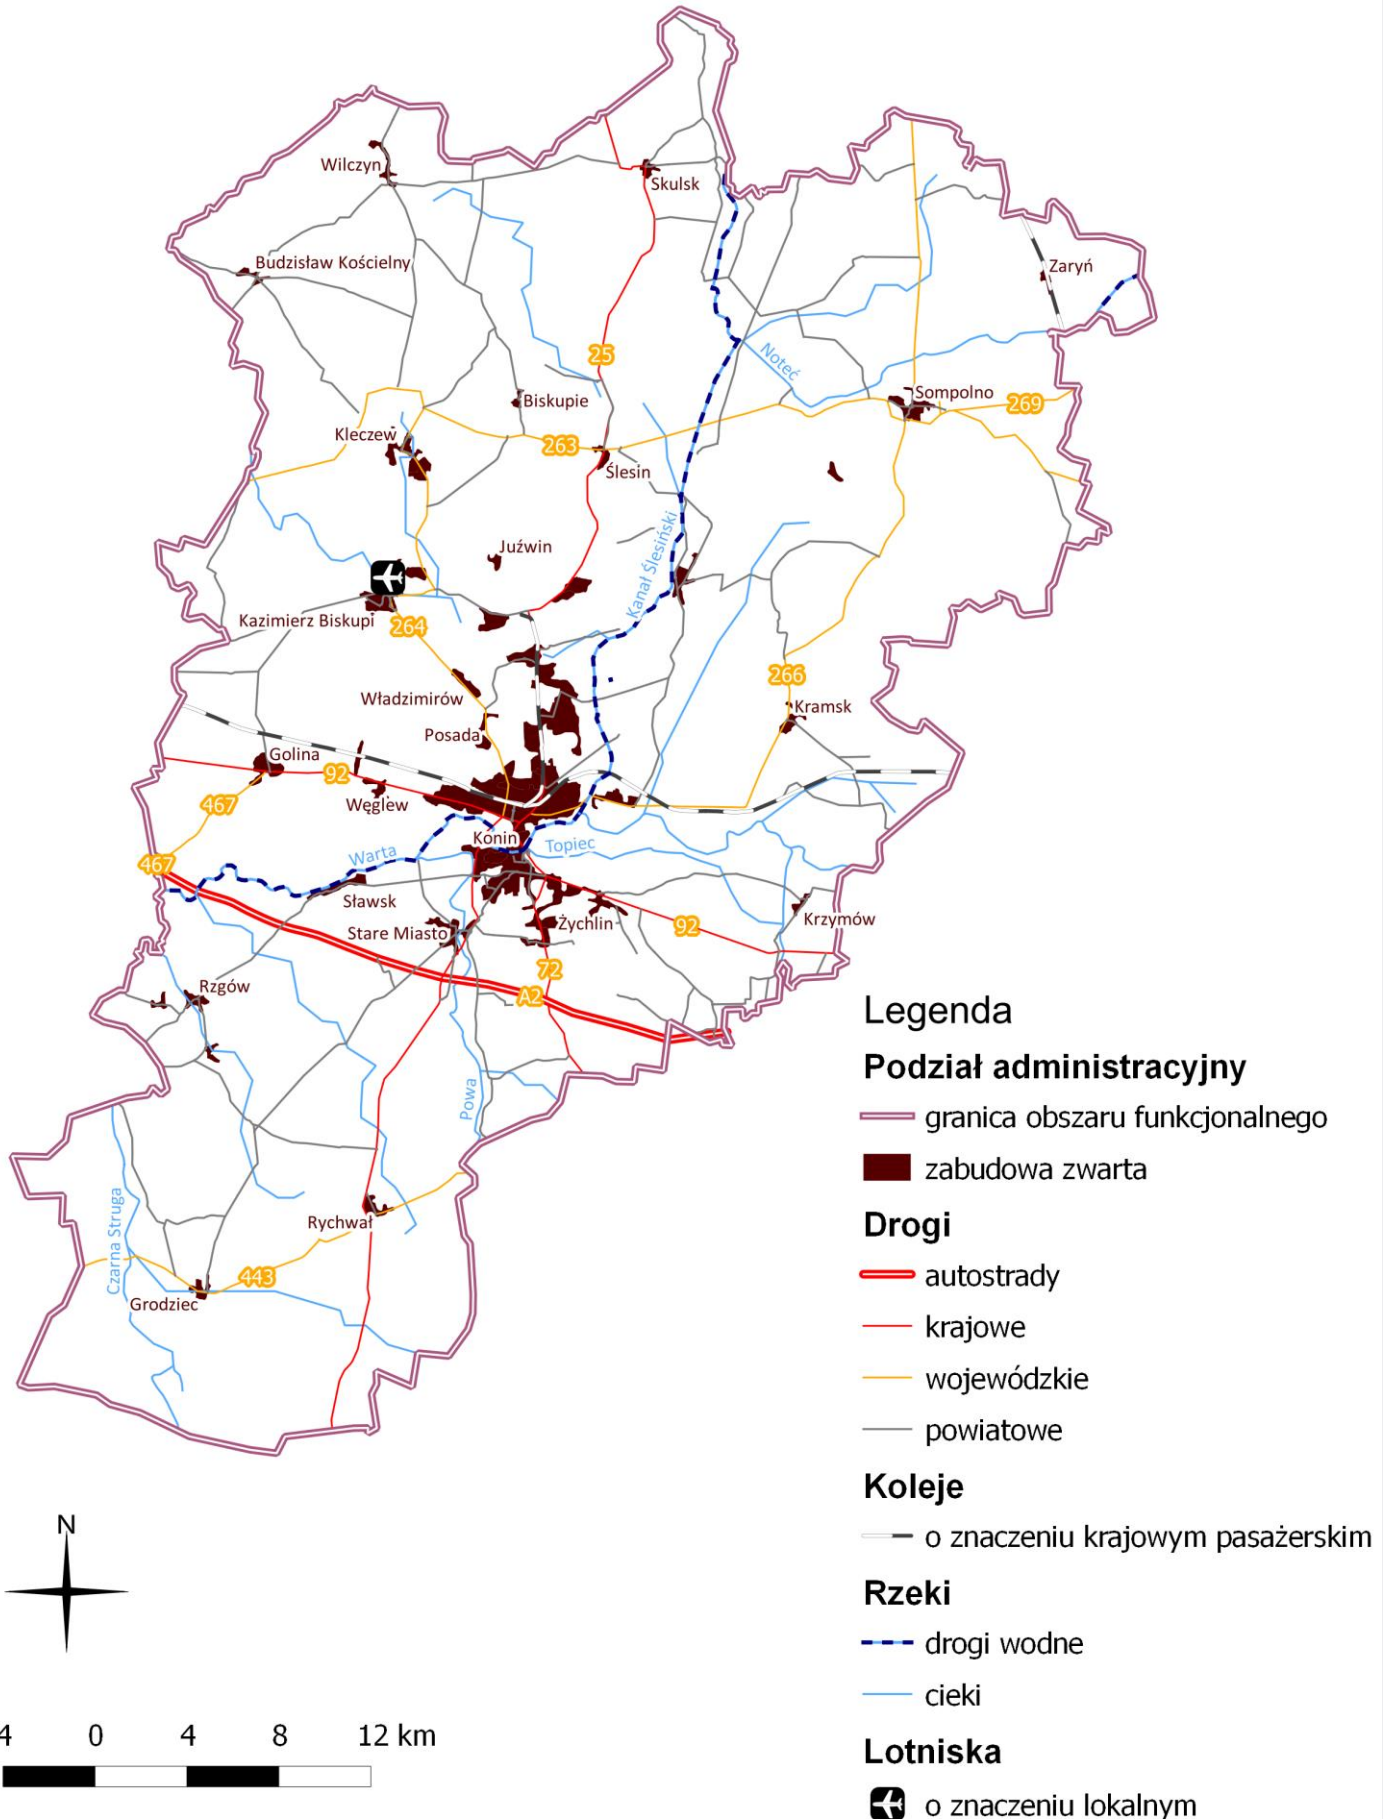 Wilczyn
Skulsk
Budzisław Kościelny
Zaryń
25
Noteć
Biskupie
Sompolno
269
Kleczew
263
Ślesin
Kanał Ślesiński
Juźwin
Kazimierz Biskupi
264
266
Władzimirów
Kramsk
Posada
Golina
92
467
Węglew
Konin
Topiec
Warta
467
Sławsk
Krzymów
Żychlin
92
Stare Miasto
72
Rzgów
A2
Powa
Czarna Struga
Rychwał
443
Grodziec
Legenda
Podział administracyjny
granica obszaru funkcjonalnego
zabudowa zwarta
Drogi
autostrady
krajowe
wojewódzkie
powiatowe
Koleje
o znaczeniu krajowym pasażerskim
Rzeki
drogi wodne
cieki
Lotniska
o znaczeniu lokalnym
N
4 0 4 8 12 km